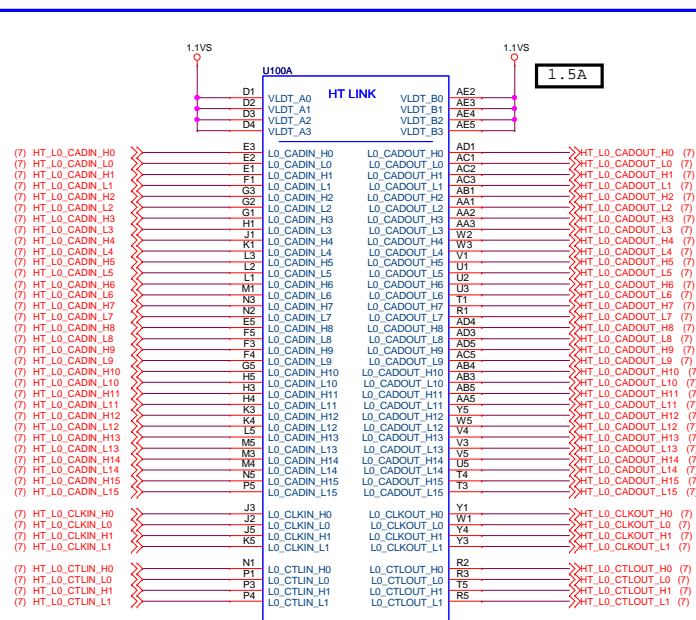 1.1VS 1.1VS
1.5A
U100A
HT LINK
D1 VLDT_A0 VLDT_B0 AE2
D2 VLDT_A1 VLDT_B1 AE3
D3 VLDT_A2 VLDT_B2 AE4
D4 VLDT_A3 VLDT_B3 AE5
(7) HT_L0_CADIN_H0 E3 L0_CADIN_H0 L0_CADOUT_H0 AD1 HT_L0_CADOUT_H0 (7)
(7) HT_L0_CADIN_L0 E2 L0_CADIN_L0 L0_CADOUT_L0 AC1 HT_L0_CADOUT_L0 (7)
(7) HT_L0_CADIN_H1 E1 L0_CADIN_H1 L0_CADOUT_H1 AC2 HT_L0_CADOUT_H1 (7)
(7) HT_L0_CADIN_L1 F1 L0_CADIN_L1 L0_CADOUT_L1 AC3 HT_L0_CADOUT_L1 (7)
(7) HT_L0_CADIN_H2 G3 L0_CADIN_H2 L0_CADOUT_H2 AB1 HT_L0_CADOUT_H2 (7)
(7) HT_L0_CADIN_L2 G2 L0_CADIN_L2 L0_CADOUT_L2 AA1 HT_L0_CADOUT_L2 (7)
(7) HT_L0_CADIN_H3 G1 L0_CADIN_H3 L0_CADOUT_H3 AA2 HT_L0_CADOUT_H3 (7)
(7) HT_L0_CADIN_L3 H1 L0_CADIN_L3 L0_CADOUT_L3 AA3 HT_L0_CADOUT_L3 (7)
(7) HT_L0_CADIN_H4 J1 L0_CADIN_H4 L0_CADOUT_H4 W2 HT_L0_CADOUT_H4 (7)
(7) HT_L0_CADIN_L4 K1 L0_CADIN_L4 L0_CADOUT_L4 W3 HT_L0_CADOUT_L4 (7)
(7) HT_L0_CADIN_H5 L3 L0_CADIN_H5 L0_CADOUT_H5 V1 HT_L0_CADOUT_H5 (7)
(7) HT_L0_CADIN_L5 L2 L0_CADIN_L5 L0_CADOUT_L5 U1 HT_L0_CADOUT_L5 (7)
(7) HT_L0_CADIN_H6 L1 L0_CADIN_H6 L0_CADOUT_H6 U2 HT_L0_CADOUT_H6 (7)
(7) HT_L0_CADIN_L6 M1 L0_CADIN_L6 L0_CADOUT_L6 U3 HT_L0_CADOUT_L6 (7)
(7) HT_L0_CADIN_H7 N3 L0_CADIN_H7 L0_CADOUT_H7 T1 HT_L0_CADOUT_H7 (7)
(7) HT_L0_CADIN_L7 N2 L0_CADIN_L7 L0_CADOUT_L7 R1 HT_L0_CADOUT_L7 (7)
(7) HT_L0_CADIN_H8 E5 L0_CADIN_H8 L0_CADOUT_H8 AD4 HT_L0_CADOUT_H8 (7)
(7) HT_L0_CADIN_L8 F5 L0_CADIN_L8 L0_CADOUT_L8 AD3 HT_L0_CADOUT_L8 (7)
(7) HT_L0_CADIN_H9 F3 L0_CADIN_H9 L0_CADOUT_H9 AD5 HT_L0_CADOUT_H9 (7)
(7) HT_L0_CADIN_L9 F4 L0_CADIN_L9 L0_CADOUT_L9 AC5 HT_L0_CADOUT_L9 (7)
(7) HT_L0_CADIN_H10 G5 L0_CADIN_H10 L0_CADOUT_H10 AB4 HT_L0_CADOUT_H10 (7
(7) HT_L0_CADIN_L10 H5 L0_CADIN_L10 L0_CADOUT_L10 AB3 HT_L0_CADOUT_L10 (7
(7) HT_L0_CADIN_H11 H3 L0_CADIN_H11 L0_CADOUT_H11 AB5 HT_L0_CADOUT_H11 (7
(7) HT_L0_CADIN_L11 H4 L0_CADIN_L11 L0_CADOUT_L11 AA5 HT_L0_CADOUT_L11 (7
(7) HT_L0_CADIN_H12 K3 L0_CADIN_H12 L0_CADOUT_H12 Y5 HT_L0_CADOUT_H12 (7
(7) HT_L0_CADIN_L12 K4 L0_CADIN_L12 L0_CADOUT_L12 W5 HT_L0_CADOUT_L12 (7
(7) HT_L0_CADIN_H13 L5 L0_CADIN_H13 L0_CADOUT_H13 V4 HT_L0_CADOUT_H13 (7
(7) HT_L0_CADIN_L13 M5 L0_CADIN_L13 L0_CADOUT_L13 V3 HT_L0_CADOUT_L13 (7
(7) HT_L0_CADIN_H14 M3 L0_CADIN_H14 L0_CADOUT_H14 V5 HT_L0_CADOUT_H14 (7
(7) HT_L0_CADIN_L14 M4 L0_CADIN_L14 L0_CADOUT_L14 U5 HT_L0_CADOUT_L14 (7
(7) HT_L0_CADIN_H15 N5 L0_CADIN_H15 L0_CADOUT_H15 T4 HT_L0_CADOUT_H15 (7
(7) HT_L0_CADIN_L15 P5 L0_CADIN_L15 L0_CADOUT_L15 T3 HT_L0_CADOUT_L15 (7
(7) HT_L0_CLKIN_H0 J3 L0_CLKIN_H0 L0_CLKOUT_H0 Y1 HT_L0_CLKOUT_H0 (7)
(7) HT_L0_CLKIN_L0 J2 L0_CLKIN_L0 L0_CLKOUT_L0 W1 HT_L0_CLKOUT_L0 (7)
(7) HT_L0_CLKIN_H1 J5 L0_CLKIN_H1 L0_CLKOUT_H1 Y4 HT_L0_CLKOUT_H1 (7)
(7) HT_L0_CLKIN_L1 K5 L0_CLKIN_L1 L0_CLKOUT_L1 Y3 HT_L0_CLKOUT_L1 (7)
(7) HT_L0_CTLIN_H0 N1 L0_CTLIN_H0 L0_CTLOUT_H0 R2 HT_L0_CTLOUT_H0 (7)
(7) HT_L0_CTLIN_L0 P1 L0_CTLIN_L0 L0_CTLOUT_L0 R3 HT_L0_CTLOUT_L0 (7)
(7) HT_L0_CTLIN_H1 P3 L0_CTLIN_H1 L0_CTLOUT_H1 T5 HT_L0_CTLOUT_H1 (7)
(7) HT_L0_CTLIN_L1 P4 L0_CTLIN_L1 L0_CTLOUT_L1 R5 HT_L0_CTLOUT_L1 (7)